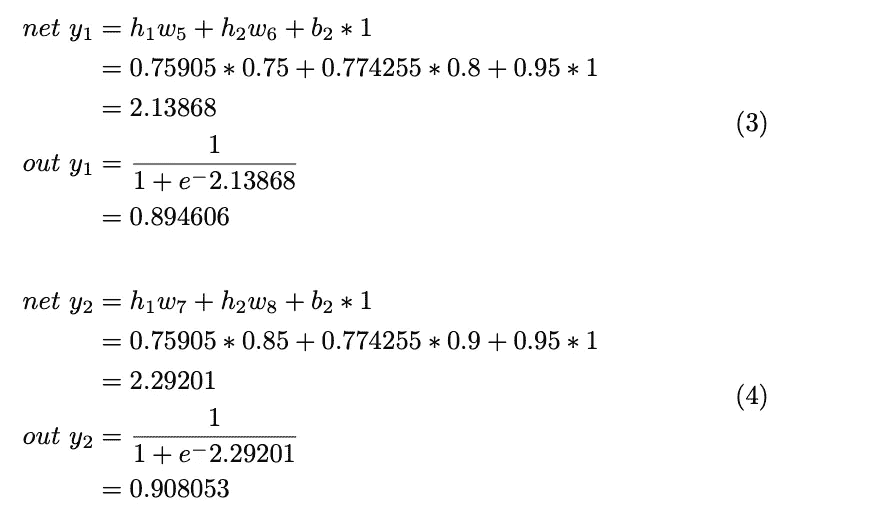 net y₁ = h₁w₅ + h₂w₆ + b₂ ∗ 1
= 0.75905 ∗ 0.75 + 0.774255 ∗ 0.8 + 0.95 ∗ 1
= 2.13868
(3)
out y₁ = 1 / (1 + e⁻2.13868)
= 0.894606
net y₂ = h₁w₇ + h₂w₈ + b₂ ∗ 1
= 0.75905 ∗ 0.85 + 0.774255 ∗ 0.9 + 0.95 ∗ 1
= 2.29201
(4)
out y₂ = 1 / (1 + e⁻2.29201)
= 0.908053